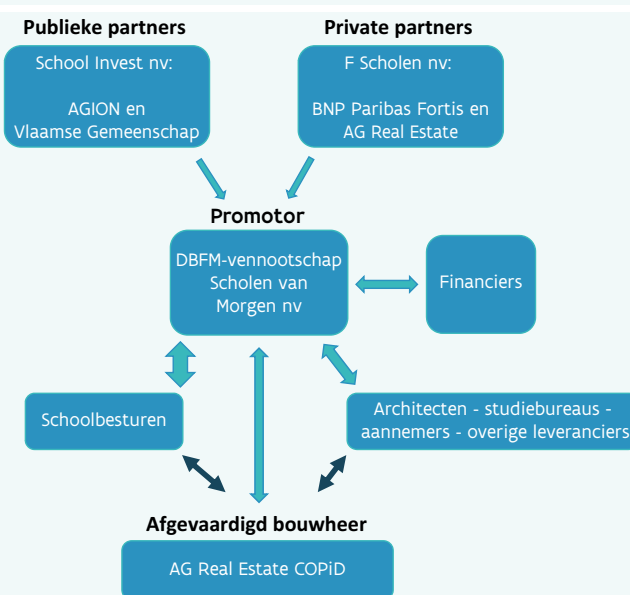 Publieke partners
Private partners
School Invest nv:
AGION en
Vlaamse Gemeenschap
F Scholen nv:
BNP Paribas Fortis en
AG Real Estate
Promotor
DBFM-vennootschap
Scholen van
Morgen nv
Financiers
Schoolbesturen
Architecten - studiebureaus -
aannemers - overige leveranciers
Afgevaardigd bouwheer
AG Real Estate COPiD